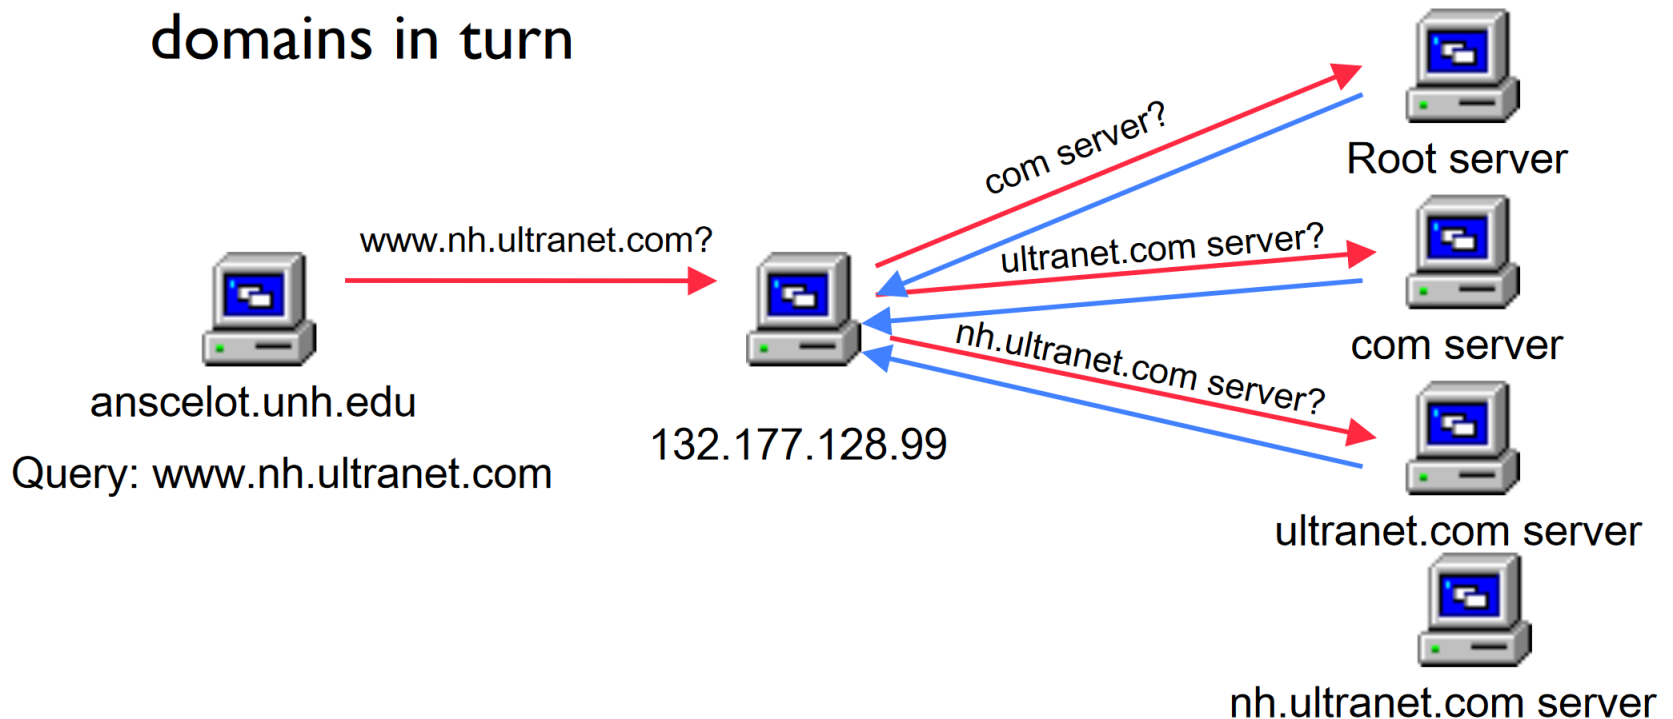 domains in turn
com server?
Root server
www.nh.ultranet.com?
ultranet.com server?
com server
nh.ultranet.com server?
anscelot.unh.edu
132.177.128.99
Query: www.nh.ultranet.com
ultranet.com server
nh.ultranet.com server